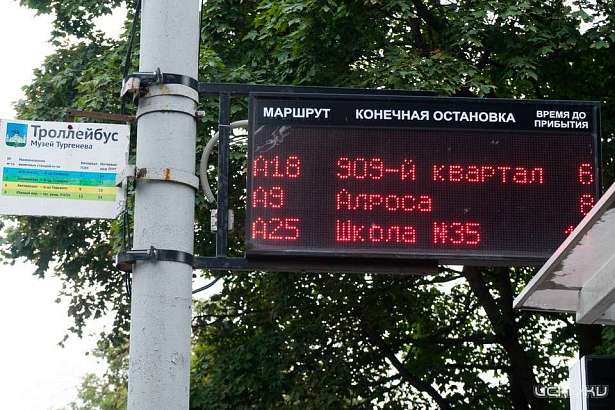 Троллейбус
Музей Тургенева
МАРШРУТ КОНЕЧНАЯ ОСТАНОВКА ВРЕМЯ ДО ПРИБЫТИЯ
А18 909-й квартал 6
А9 Алроса 8
А25 Школа №35